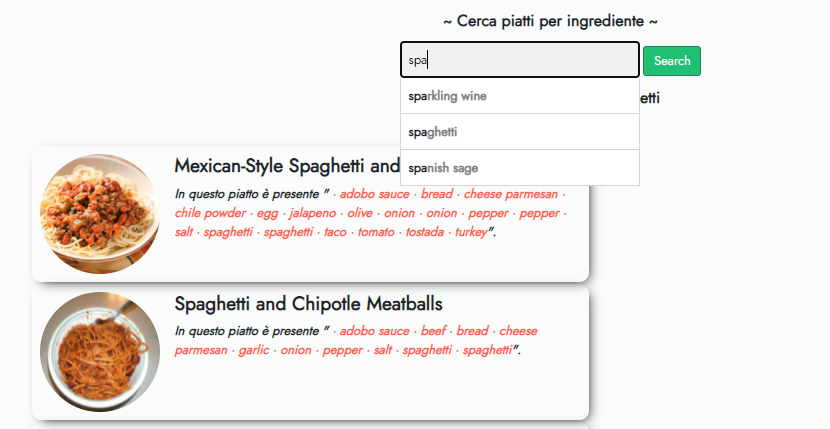 ~ Cerca piatti per ingrediente ~
spa
Search
sparkling wine
etti
spaghetti
spanish sage
Mexican-Style Spaghetti and
In questo piatto è presente " · adobo sauce · bread · cheese parmesan ·
chile powder · egg · jalapeno · olive · onion · onion · pepper · pepper ·
salt · spaghetti · spaghetti · taco · tomato · tostada · turkey".
Spaghetti and Chipotle Meatballs
In questo piatto è presente " · adobo sauce · beef · bread · cheese
parmesan · garlic · onion · pepper · salt · spaghetti · spaghetti".